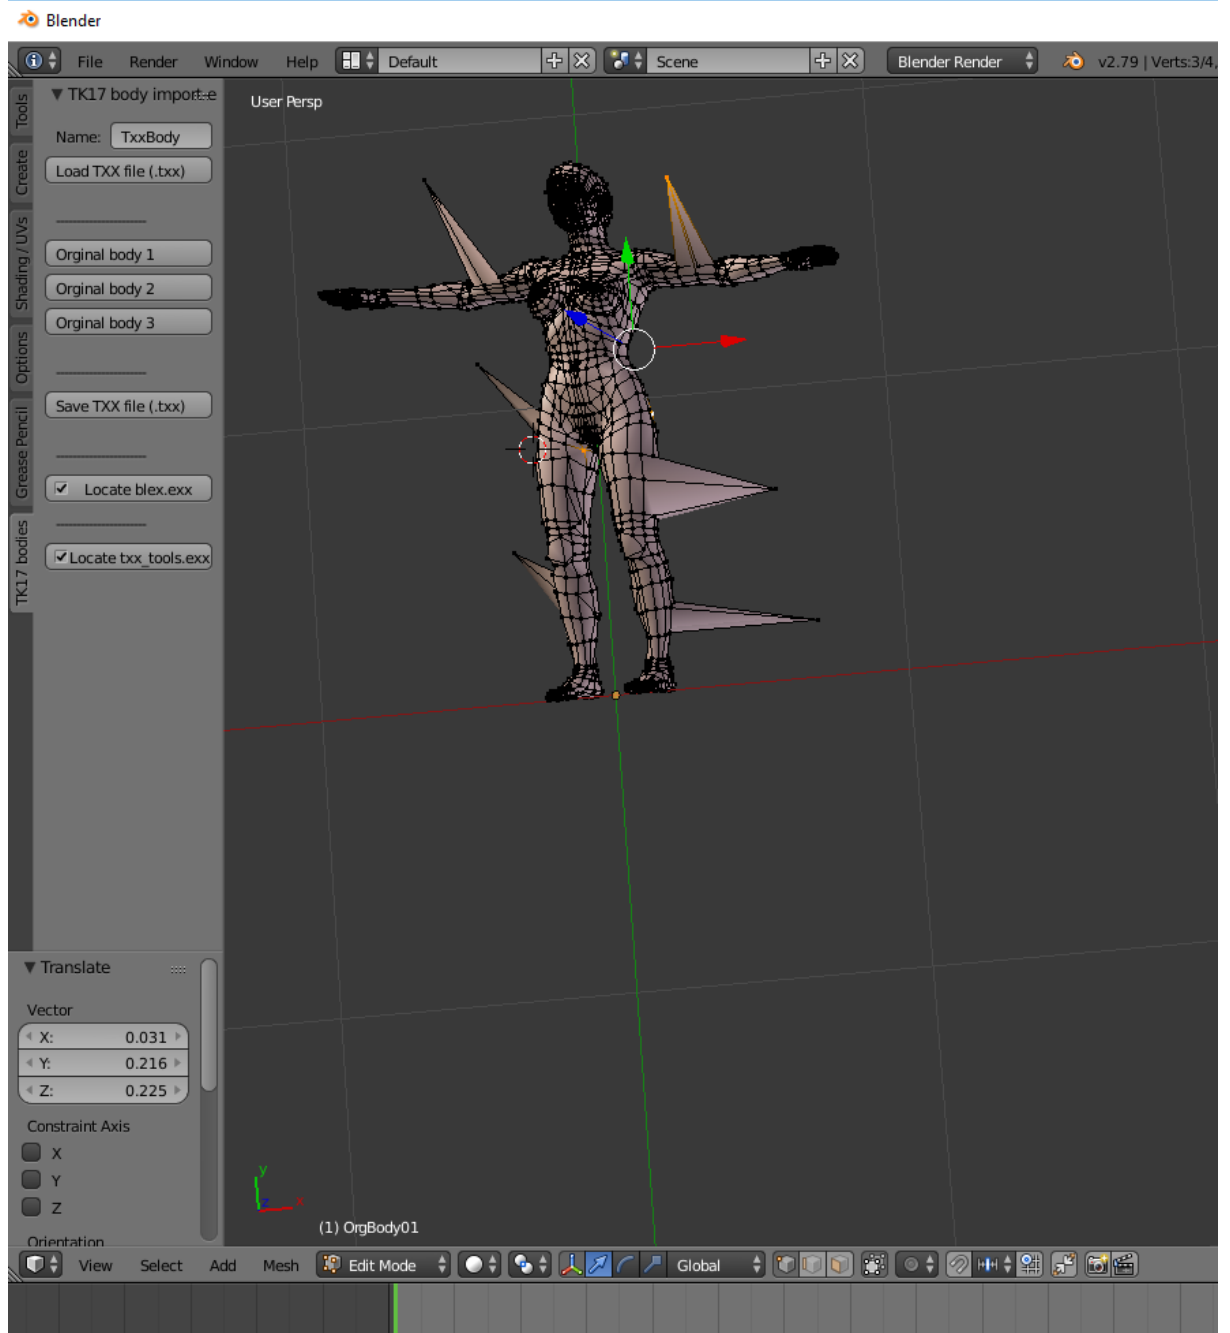 Blender
File Render Window Help Default Scene Blender Render v2.79 | Verts:3/4,
Tools
Create
Shading / UVs
Options
Grease Pencil
TK17 bodies
TK17 body importe
Name: TxxBody
Load TXX file (.txx)
--------------------
Orginal body 1
Orginal body 2
Orginal body 3
--------------------
Save TXX file (.txx)
--------------------
Locate blex.exx
--------------------
Locate txx_tools.exx
User Persp
Translate
Vector
X: 0.031
Y: 0.216
Z: 0.225
Constraint Axis
X
Y
Z
Orientation
y
z x
(1) OrgBody01
View Select Add Mesh Edit Mode Global